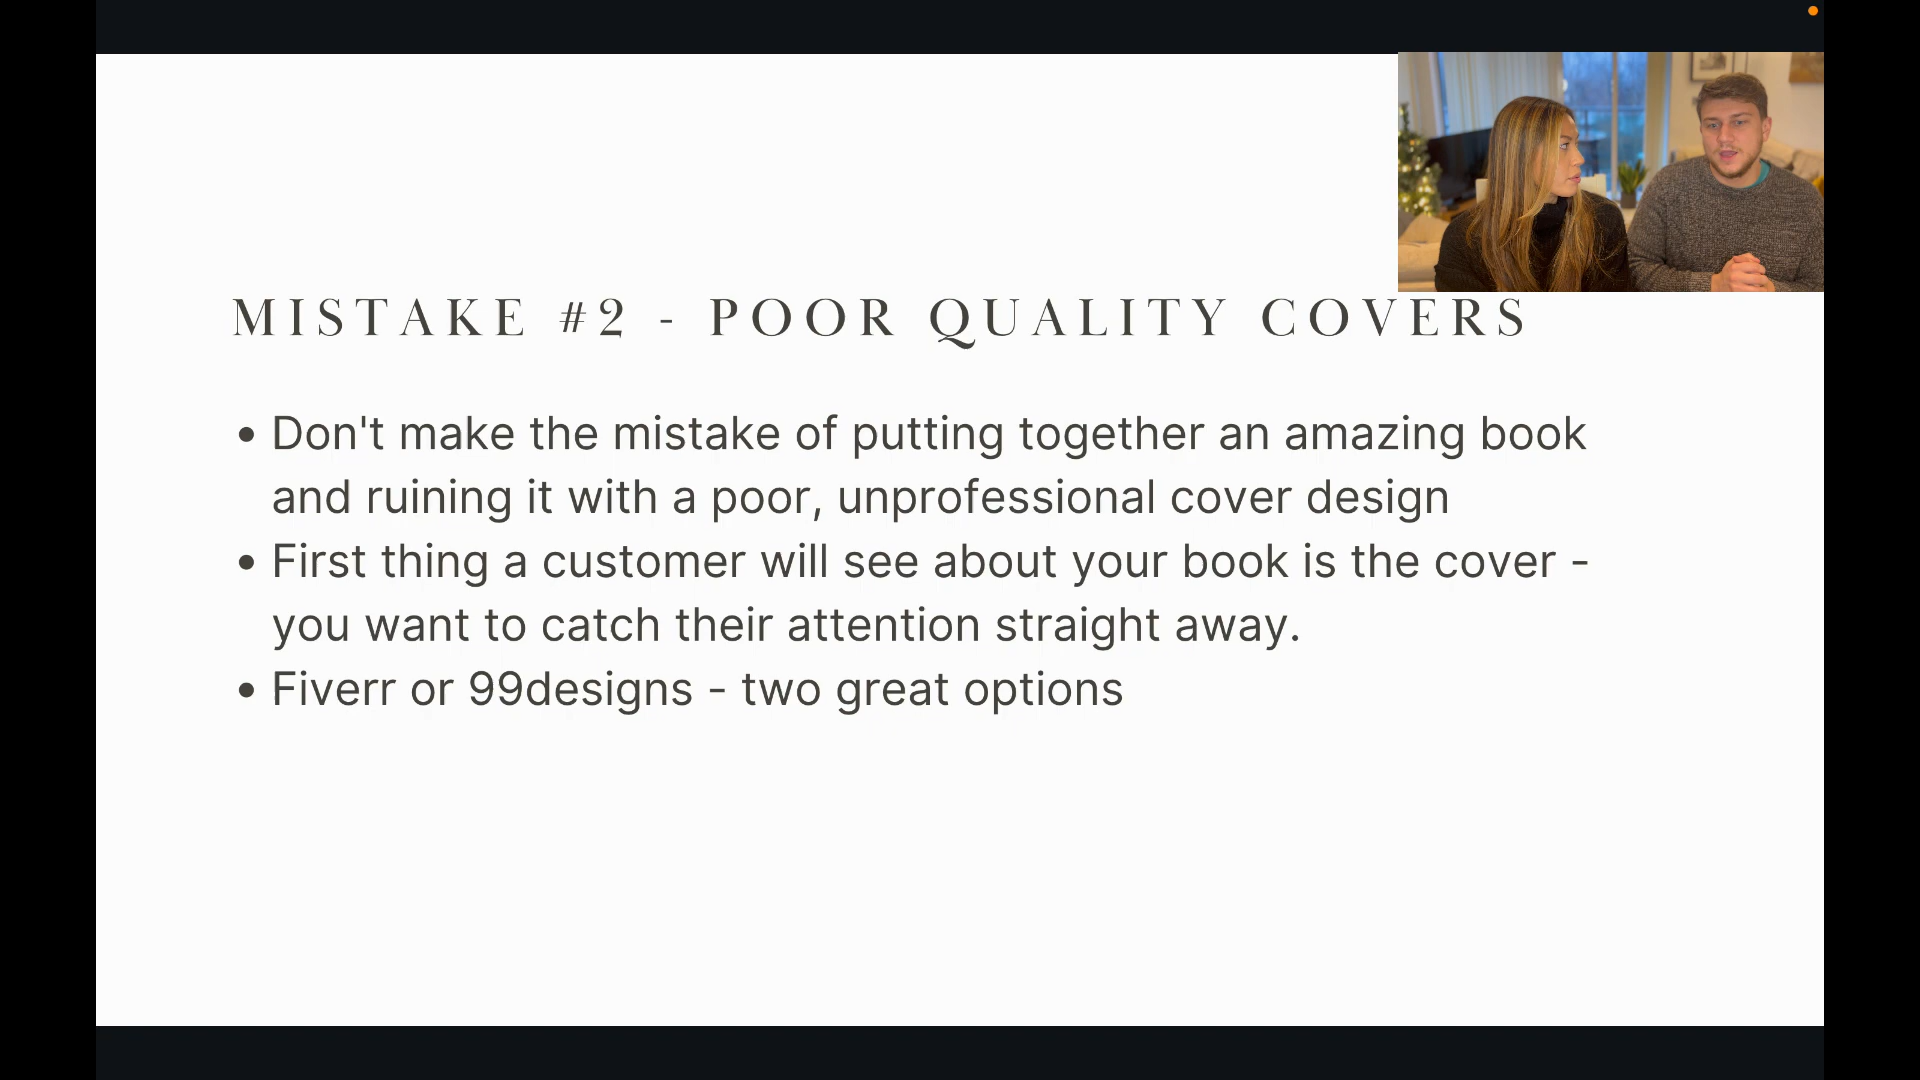 MISTAKE #2 - POOR QUALITY COVERS
• Don't make the mistake of putting together an amazing book
and ruining it with a poor, unprofessional cover design
• First thing a customer will see about your book is the cover -
you want to catch their attention straight away.
• Fiverr or 99designs - two great options